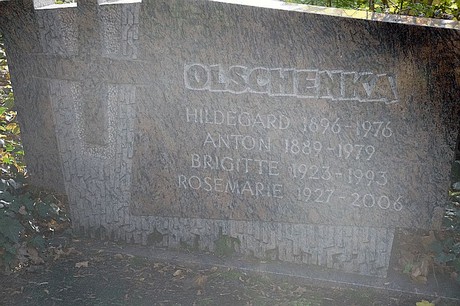 OLSCHENKA
HILDEGARD 1896-1976
ANTON 1889-1979
BRIGITTE 1923-1993
ROSEMARIE 1927-2006